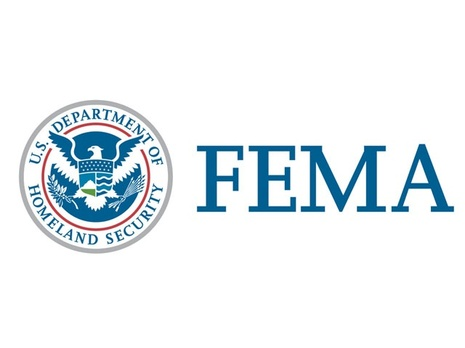 U.S. DEPARTMENT OF
HOMELAND SECURITY
FEMA